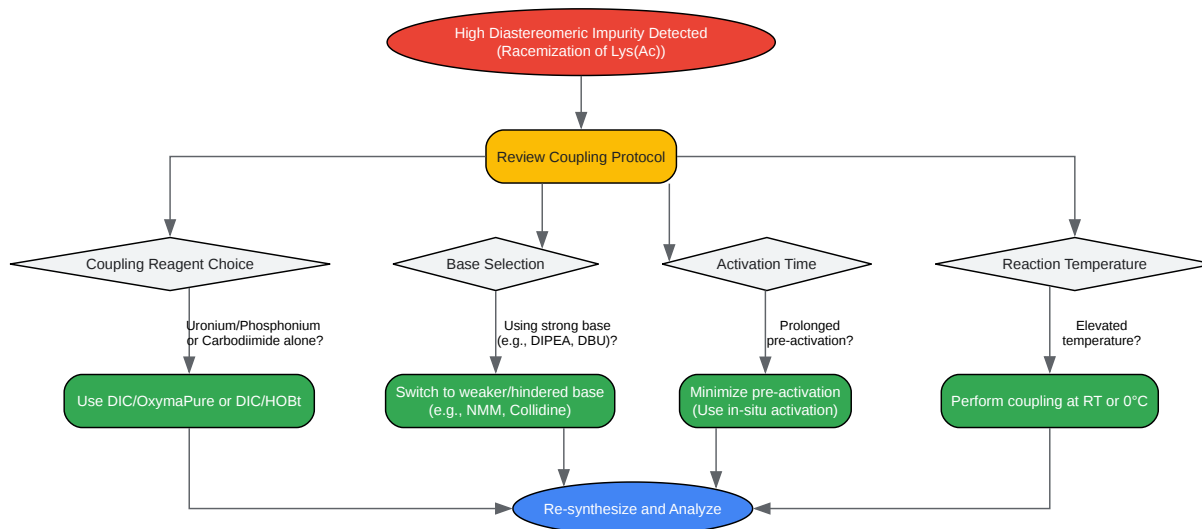 High Diastereomeric Impurity Detected
(Racemization of Lys(Ac))
Review Coupling Protocol
Coupling Reagent Choice
Base Selection
Activation Time
Reaction Temperature
Uronium/Phosphonium
or Carbodiimide alone?
Using strong base
(e.g., DIPEA, DBU)?
Prolonged
pre-activation?
Elevated
temperature?
Use DIC/OxymaPure or DIC/HOBt
Switch to weaker/hindered base
(e.g., NMM, Collidine)
Minimize pre-activation
(Use in-situ activation)
Perform coupling at RT or 0°C
Re-synthesize and Analyze